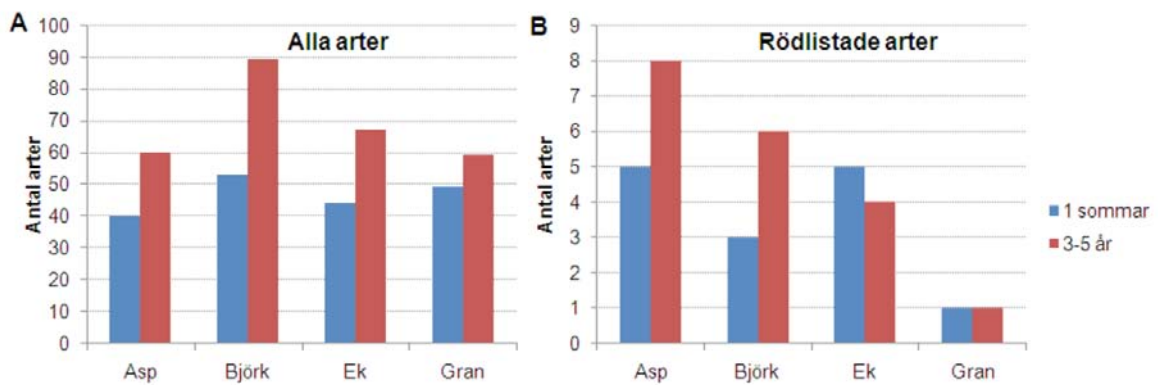 A
Alla arter
Antal arter
100
90
80
70
60
50
40
30
20
10
0
Asp Björk Ek Gran
B
Rödlistade arter
Antal arter
9
8
7
6
5
4
3
2
1
0
Asp Björk Ek Gran
1 sommar
3-5 år